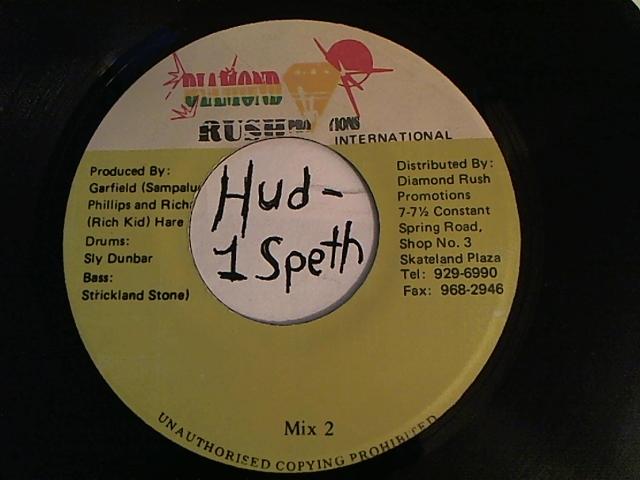 DIAMOND
RUSH
INTERNATIONAL
Produced By:
Garfield
Phillips and
(Rich Kid) Hare
Drums:
Sly Dunbar
Bass:
Strickland Stone)
Hud-
1 Speth
Distributed By:
Diamond Rush
Promotions
7-7½ Constant
Spring Road,
Shop No. 3
Skateland Plaza
Tel: 929-6990
Fax: 968-2946
Mix 2
UNAUTHORISED COPYING PROHIBITED